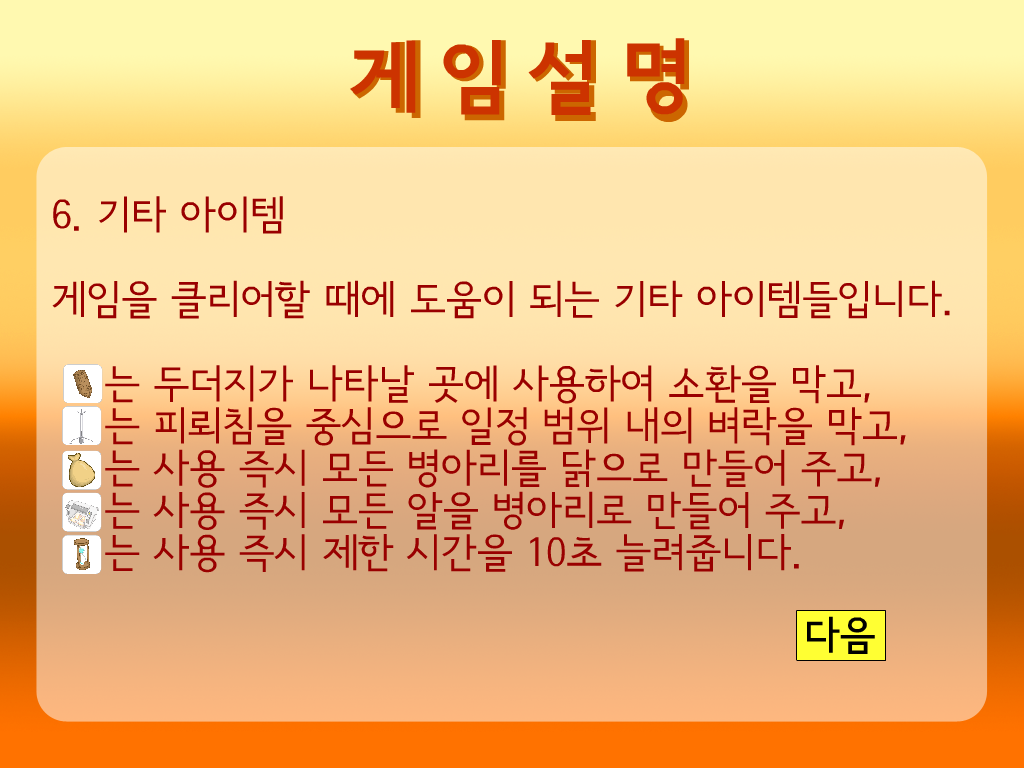 게임설명
6. 기타 아이템
게임을 클리어할 때에 도움이 되는 기타 아이템들입니다.
는 두더지가 나타날 곳에 사용하여 소환을 막고,
는 피뢰침을 중심으로 일정 범위 내의 벼락을 막고,
는 사용 즉시 모든 병아리를 닭으로 만들어 주고,
는 사용 즉시 모든 알을 병아리로 만들어 주고,
는 사용 즉시 제한 시간을 10초 늘려줍니다.
다음